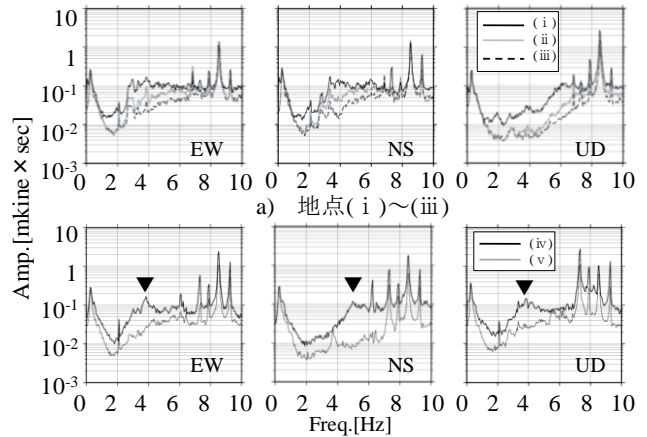 10
1
10-1
10-2
10-3
EW
NS
UD
(ⅰ)
(ⅱ)
(ⅲ)
0 2 4 6 8 10
0 2 4 6 8 10
0 2 4 6 8 10
a) 地点(ⅰ)~(ⅲ)
Amp.[mkine×sec]
10
1
10-1
10-2
10-3
EW
NS
UD
(ⅳ)
(ⅴ)
0 2 4 6 8 10
0 2 4 6 8 10
0 2 4 6 8 10
Freq.[Hz]